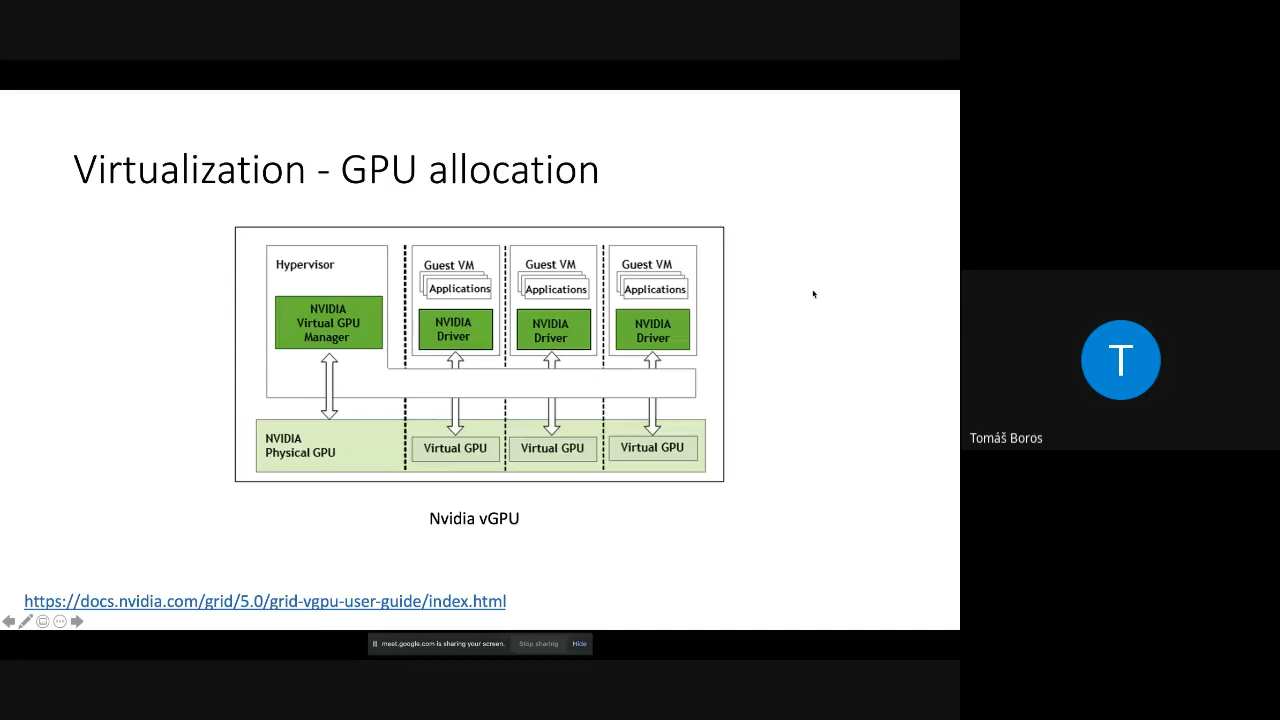 Virtualization - GPU allocation
Hypervisor
NVIDIA
Virtual GPU
Manager
Guest VM
Applications
NVIDIA
Driver
Guest VM
Applications
NVIDIA
Driver
Guest VM
Applications
NVIDIA
Driver
NVIDIA
Physical GPU
Virtual GPU
Virtual GPU
Virtual GPU
Nvidia vGPU
https://docs.nvidia.com/grid/5.0/grid-vgpu-user-guide/index.html
meet.google.com is sharing your screen.
Stop sharing
Hide
T
Tomáš Boros